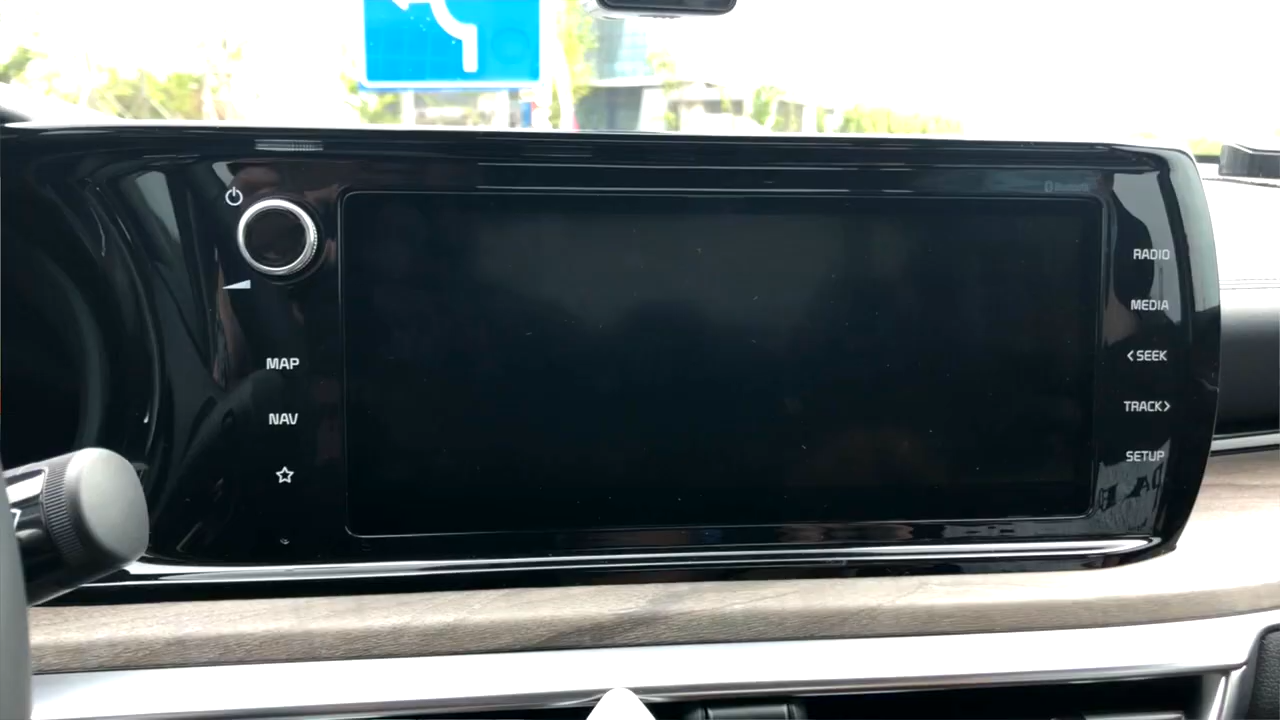 MAP
NAV
RADIO
MEDIA
< SEEK
TRACK >
SETUP